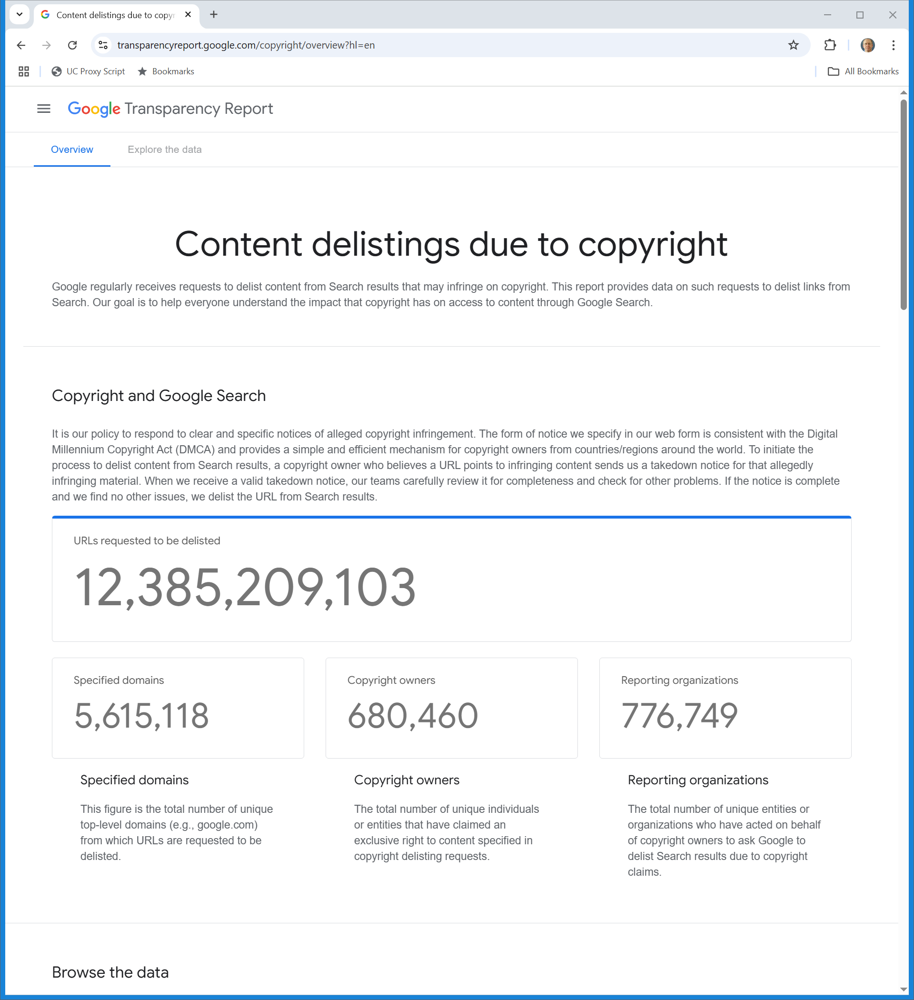 Content delistings due to copyr
transparencyreport.google.com/copyright/overview?hl=en
UC Proxy Script
Bookmarks
All Bookmarks
Google Transparency Report
Overview
Explore the data
Content delistings due to copyright
Google regularly receives requests to delist content from Search results that may infringe on copyright. This report provides data on such requests to delist links from
Search. Our goal is to help everyone understand the impact that copyright has on access to content through Google Search.
Copyright and Google Search
It is our policy to respond to clear and specific notices of alleged copyright infringement. The form of notice we specify in our web form is consistent with the Digital
Millennium Copyright Act (DMCA) and provides a simple and efficient mechanism for copyright owners from countries/regions around the world. To initiate the
process to delist content from Search results, a copyright owner who believes a URL points to infringing content sends us a takedown notice for that allegedly
infringing material. When we receive a valid takedown notice, our teams carefully review it for completeness and check for other problems. If the notice is complete
and we find no other issues, we delist the URL from Search results.
URLs requested to be delisted
12,385,209,103
Specified domains
5,615,118
Copyright owners
680,460
Reporting organizations
776,749
Specified domains
This figure is the total number of unique
top-level domains (e.g., google.com)
from which URLs are requested to be
delisted.
Copyright owners
The total number of unique individuals
or entities that have claimed an
exclusive right to content specified in
copyright delisting requests.
Reporting organizations
The total number of unique entities or
organizations who have acted on behalf
of copyright owners to ask Google to
delist Search results due to copyright
claims.
Browse the data